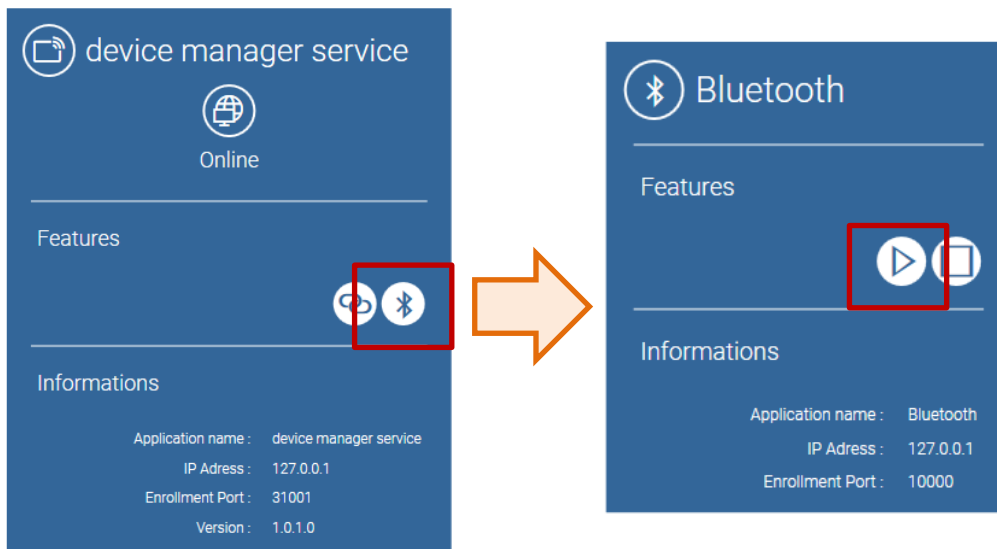 device manager service
Online
Features
Informations
Application name : device manager service
IP Adress : 127.0.0.1
Enrollment Port : 31001
Version : 1.0.1.0
Bluetooth
Features
Informations
Application name : Bluetooth
IP Adress : 127.0.0.1
Enrollment Port : 10000